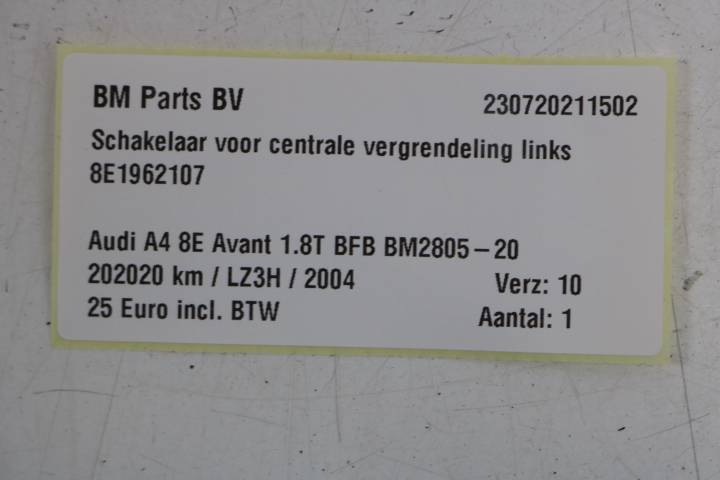 BM Parts BV 230720211502
Schakelaar voor centrale vergrendeling links
8E1962107
Audi A4 8E Avant 1.8T BFB BM2805-20
202020 km / LZ3H / 2004 Verz: 10
25 Euro incl. BTW Aantal: 1